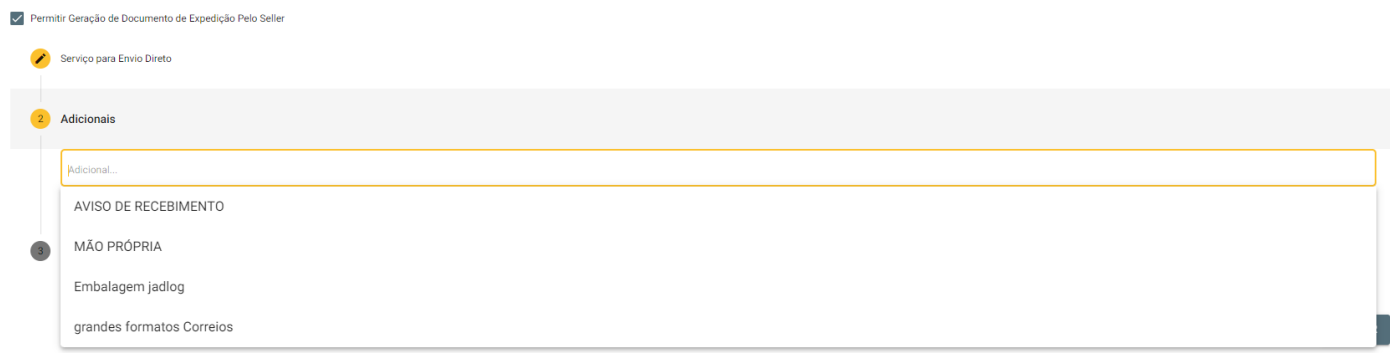 Permitir Geração de Documento de Expedição Pelo Seller
Serviço para Envio Direto
2 Adicionais
Adicional...
AVISO DE RECEBIMENTO
MÃO PRÓPRIA
3
Embalagem jadlog
grandes formatos Correios